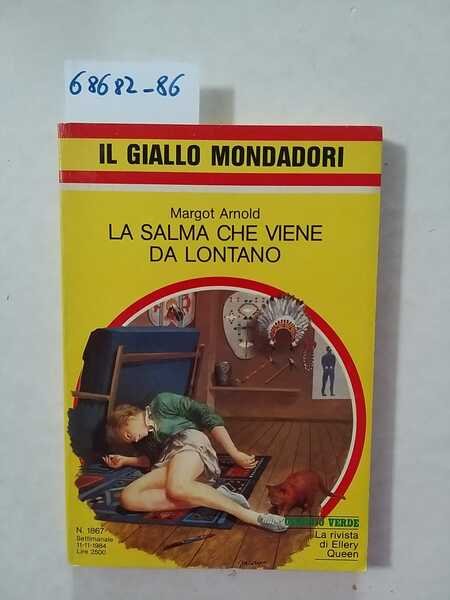 68682-86
IL GIALLO MONDADORI
Margot Arnold
LA SALMA CHE VIENE
DA LONTANO
N. 1867
Settimanale
11-11-1984
Lire 2500
VERDE
La rivista
di Ellery
Queen